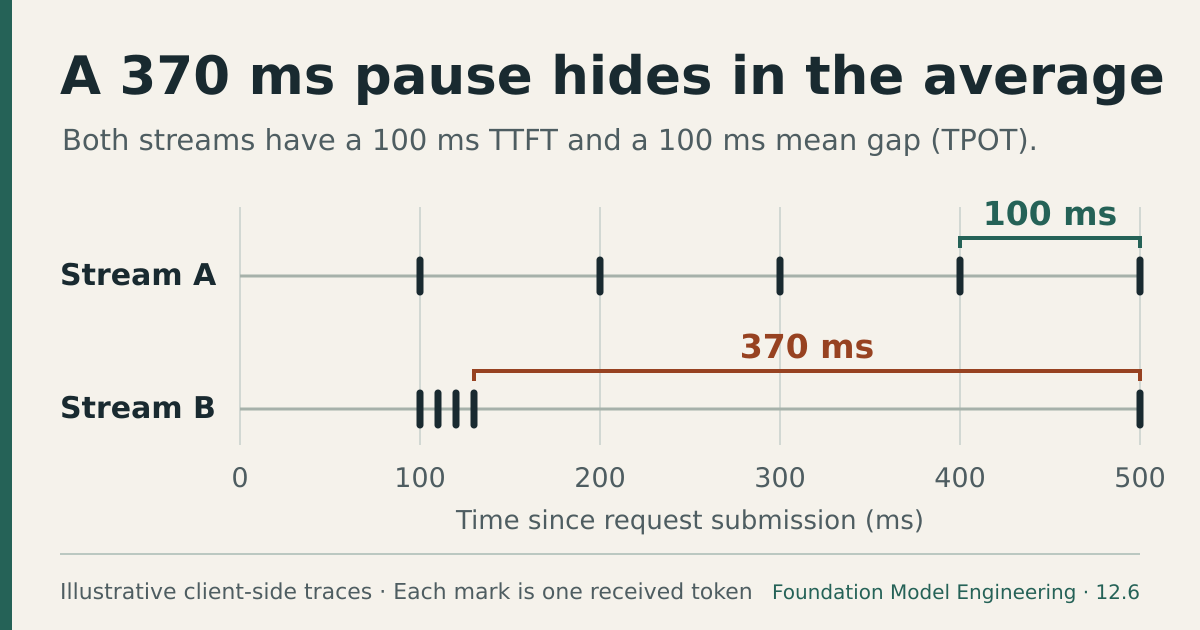 A 370 ms pause hides in the average
Both streams have a 100 ms TTFT and a 100 ms mean gap (TPOT).
100 ms
Stream A
370 ms
Stream B
0 100 200 300 400 500
Time since request submission (ms)
Illustrative client-side traces · Each mark is one received token Foundation Model Engineering · 12.6